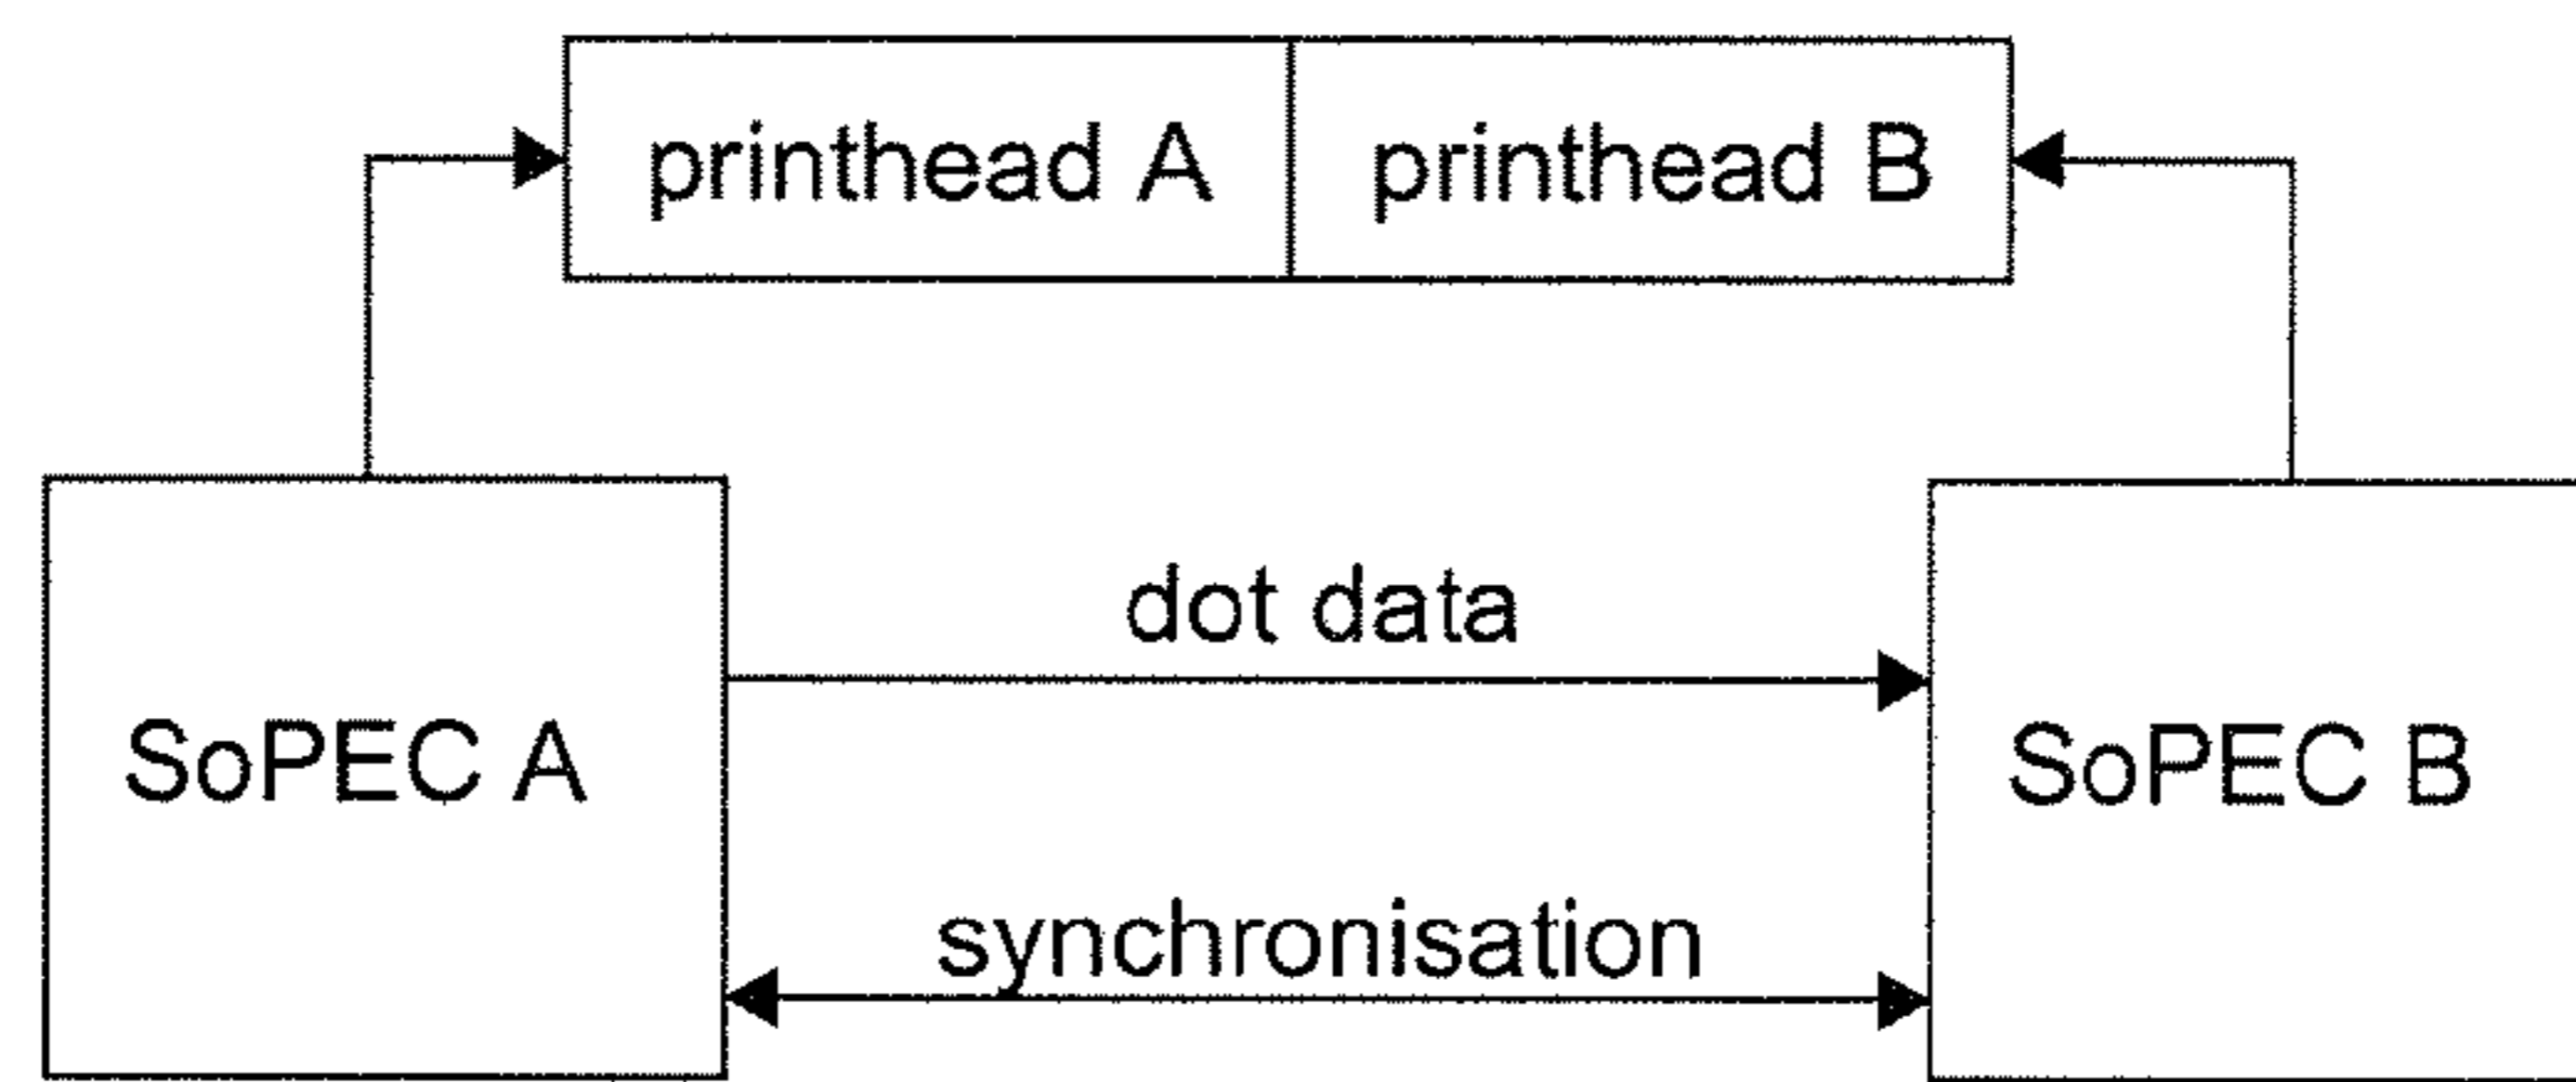 printhead A
printhead B
dot data
SoPEC A
SoPEC B
synchronisation